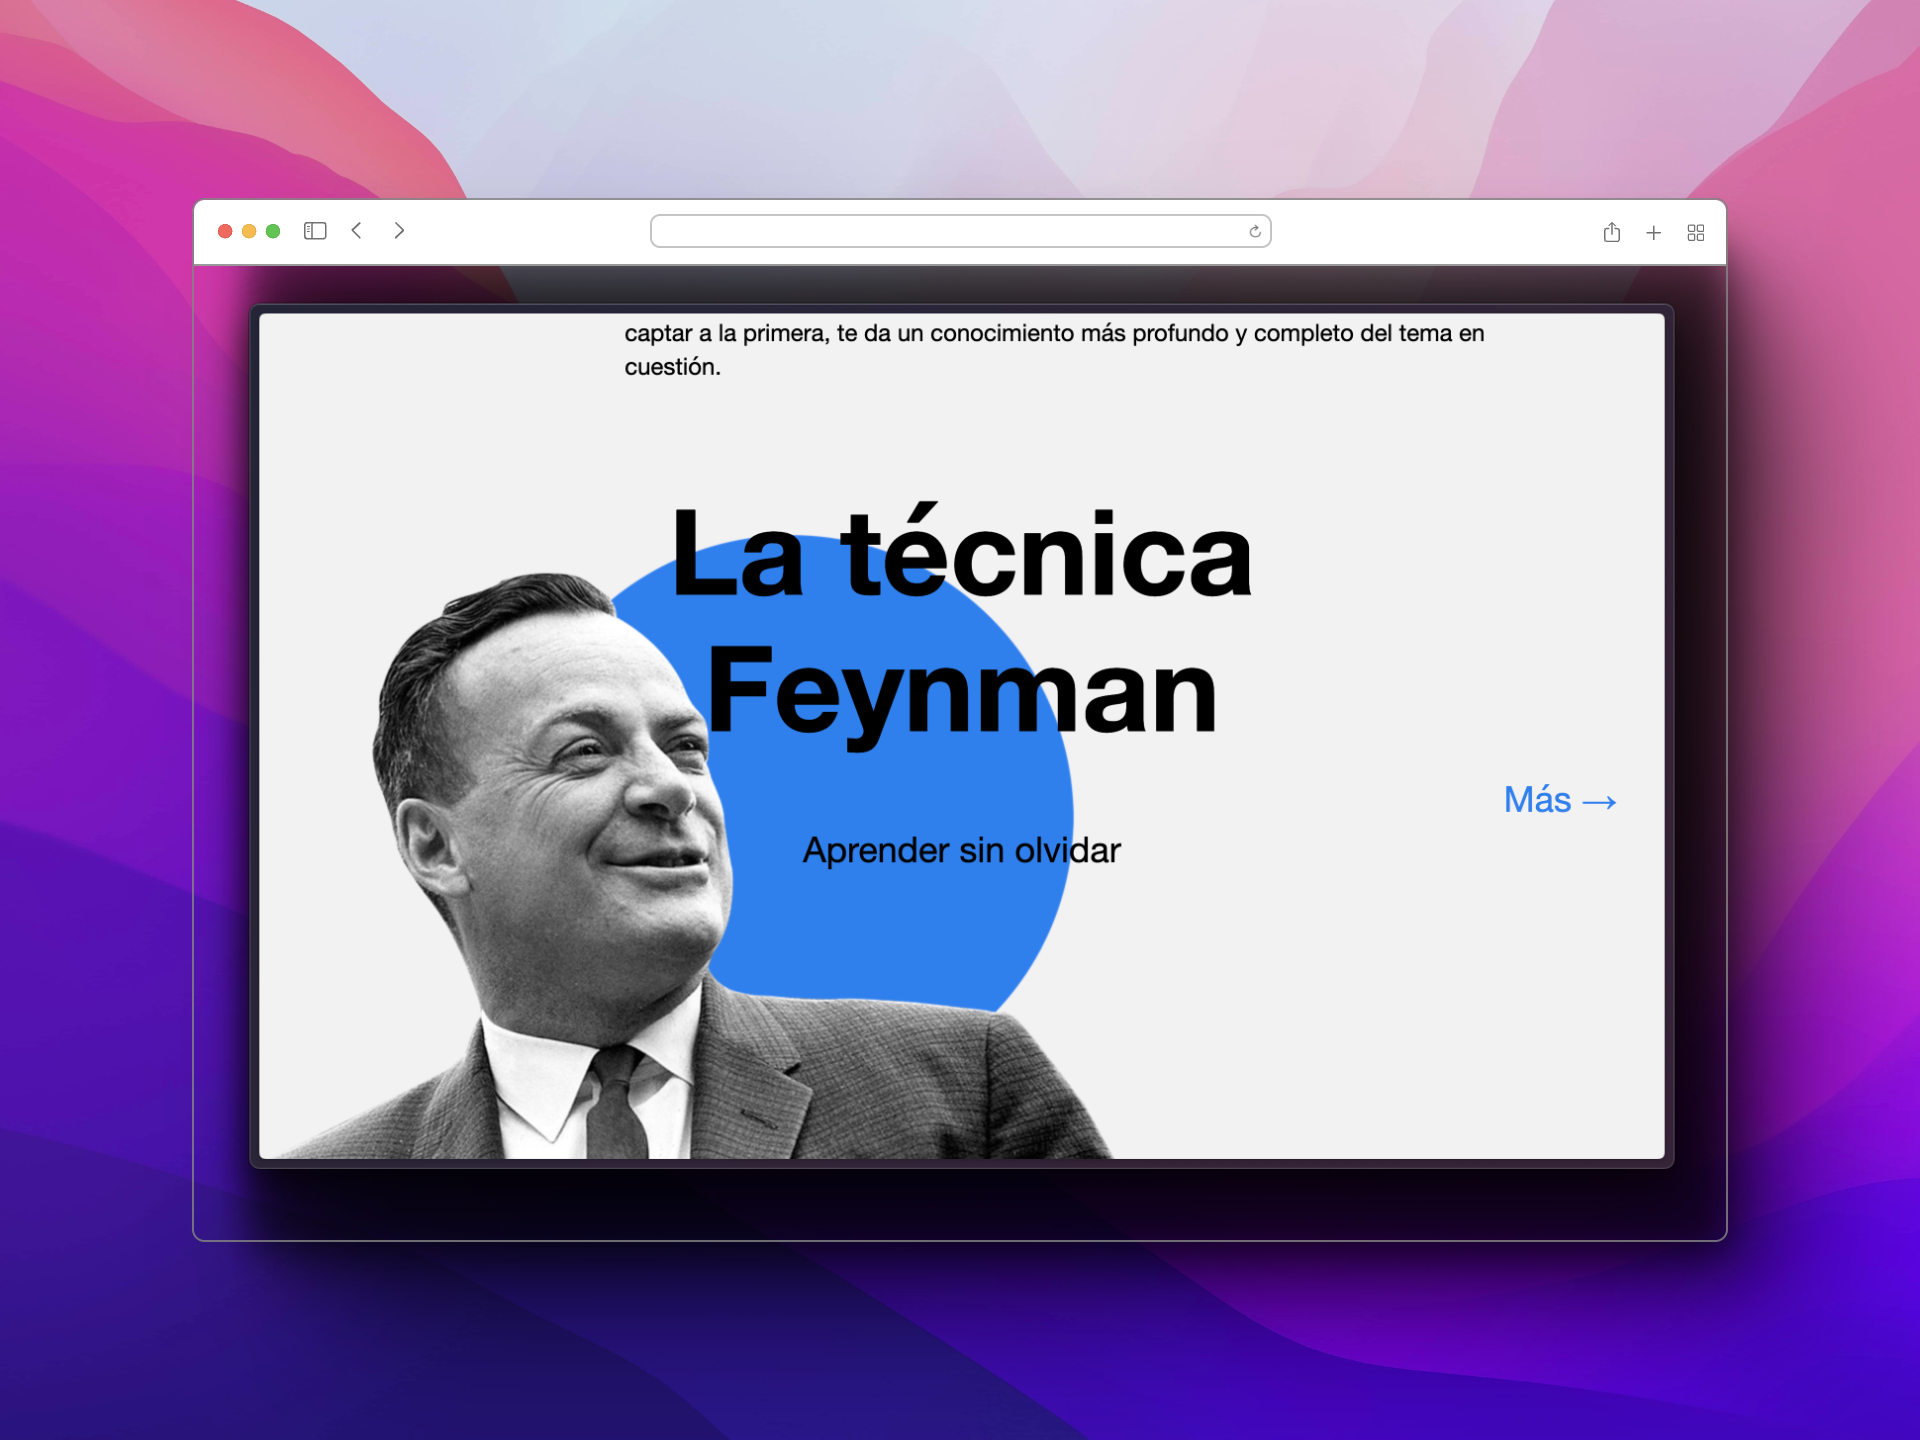 captar a la primera, te da un conocimiento más profundo y completo del tema en
cuestión.
La técnica
Feynman
Más →
Aprender sin olvidar